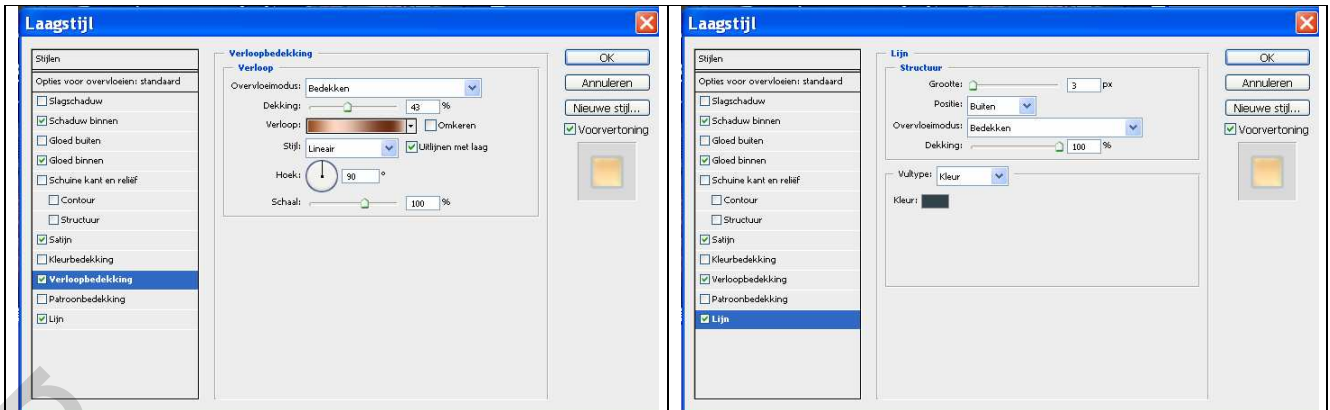 Laagstijl
Stijlen
Opties voor overvloeien: standaard
Slagschaduw
Schaduw binnen
Gloed buiten
Gloed binnen
Schuine kant en reliëf
Contour
Structuur
Satijn
Kleurbedekking
Verloopbedekking
Patroonbedekking
Lijn
Verloopbedekking
Verloop
Overvloeimodus: Bedekken
Dekking: 43 %
Verloop: Omkeren
Stijl: Lineair Uitlijnen met laag
Hoek: 90 °
Schaal: 100 %
OK
Annuleren
Nieuwe stijl...
Voorvertoning
Laagstijl
Stijlen
Opties voor overvloeien: standaard
Slagschaduw
Schaduw binnen
Gloed buiten
Gloed binnen
Schuine kant en reliëf
Contour
Structuur
Satijn
Kleurbedekking
Verloopbedekking
Patroonbedekking
Lijn
Lijn
Structuur
Grootte: 3 px
Positie: Buiten
Overvloeimodus: Bedekken
Dekking: 100 %
Vultype: Kleur
Kleur:
OK
Annuleren
Nieuwe stijl...
Voorvertoning